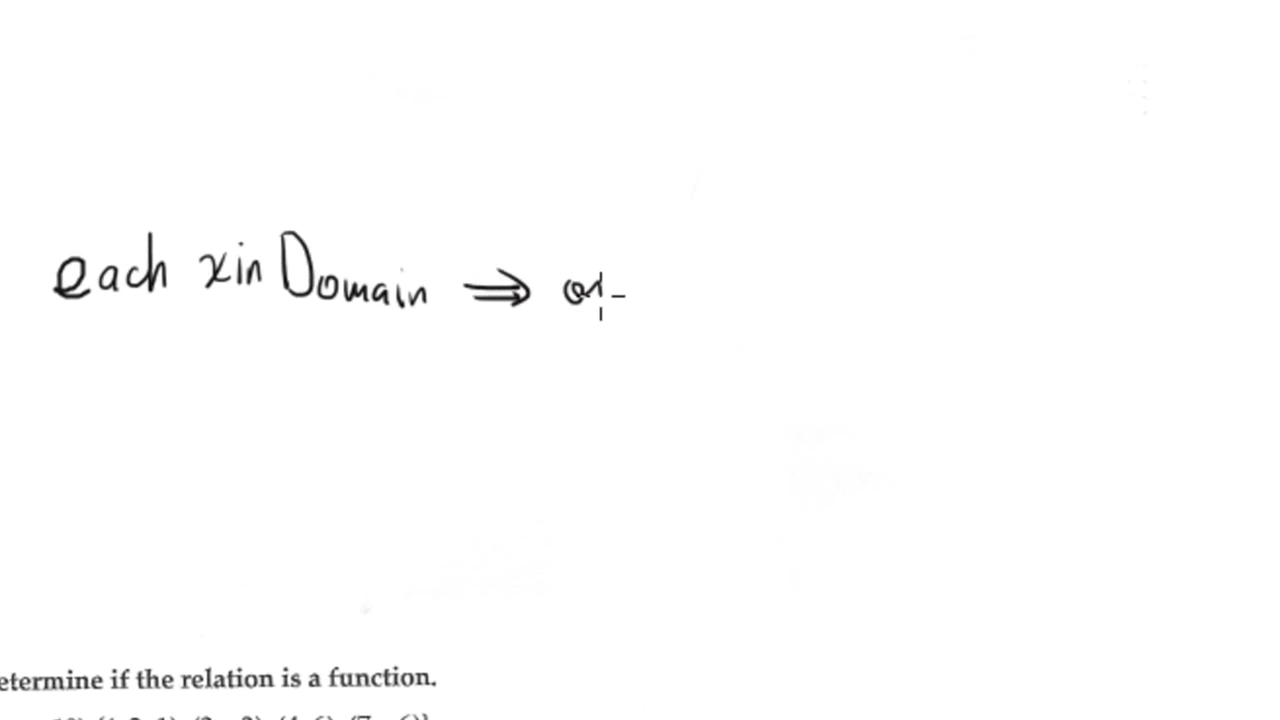 each x in Domain ⇒
etermine if the relation is a function.